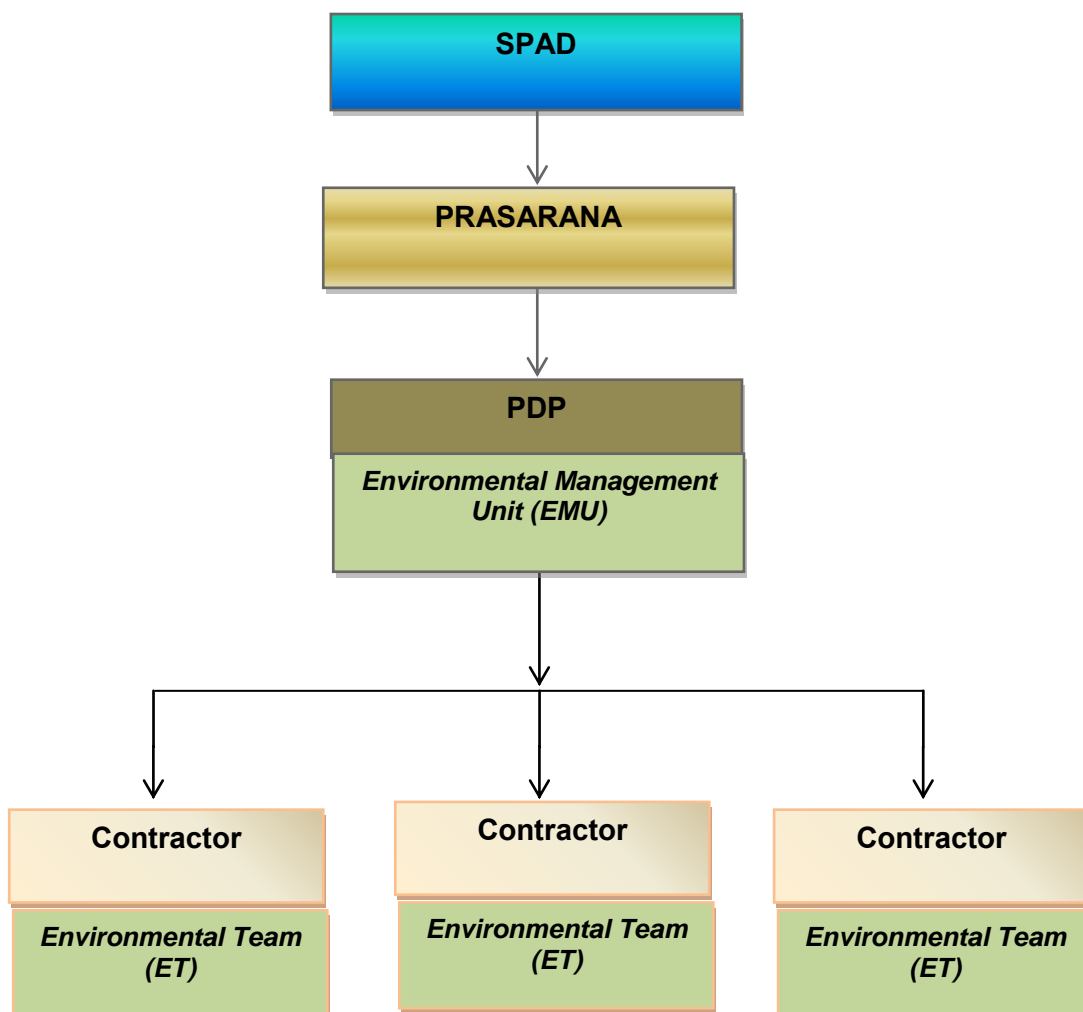 SPAD
PRASARANA
PDP
Environmental Management
Unit (EMU)
Contractor
Environmental Team
(ET)
Contractor
Environmental Team
(ET)
Contractor
Environmental Team
(ET)